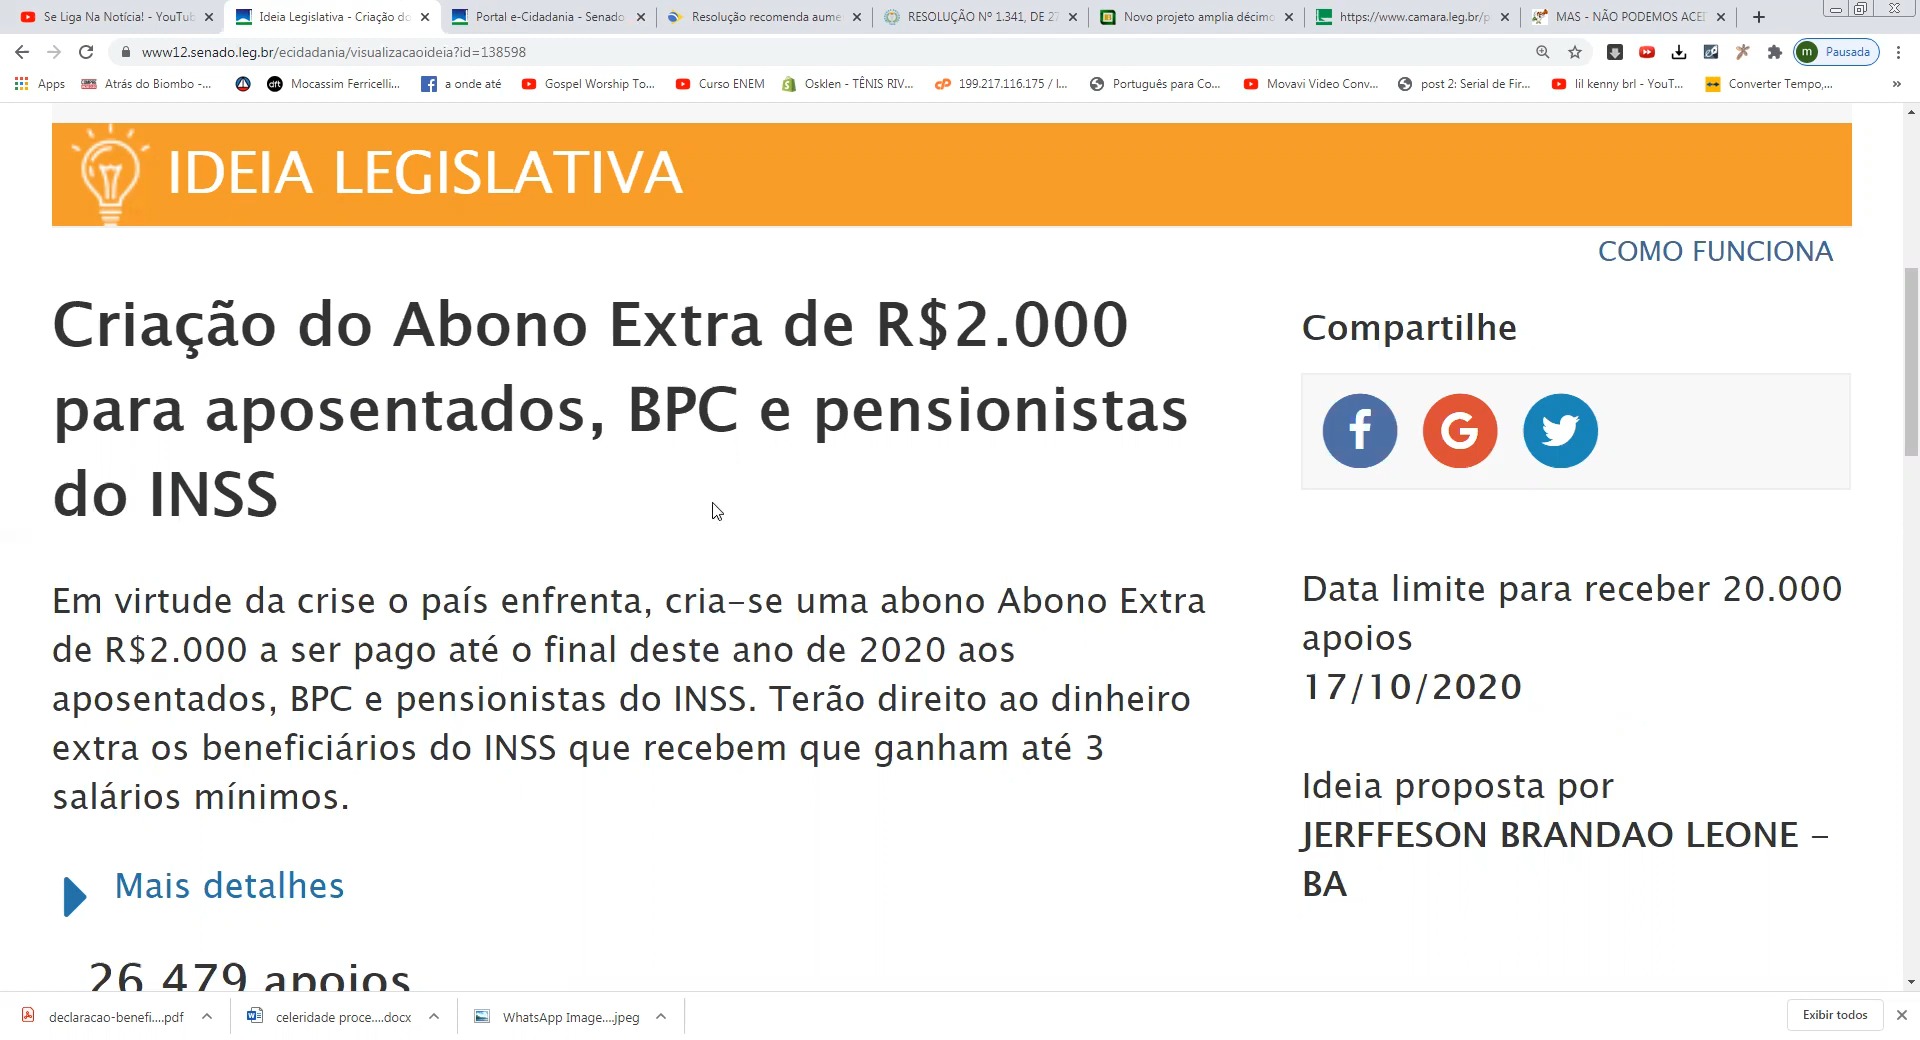 Se Liga Na Notícia! - YouTub
Ideia Legislativa - Criação do
Portal e-Cidadania - Senado
Resolução recomenda aume
RESOLUÇÃO Nº 1.341, DE 27
Novo projeto amplia décimo
https://www.camara.leg.br/p
MAS - NÃO PODEMOS ACEI
www12.senado.leg.br/ecidadania/visualizacaoideia?id=138598
m Pausada
Apps
Atrás do Biombo -...
dft
Mocassim Ferricelli...
a onde até
Gospel Worship To...
Curso ENEM
Osklen - TÊNIS RIV...
199.217.116.175 / l...
Português para Co...
Movavi Video Conv...
post 2: Serial de Fir...
lil kenny brl - YouT...
Converter Tempo,...
»
IDEIA LEGISLATIVA
COMO FUNCIONA
Criação do Abono Extra de R$2.000
para aposentados, BPC e pensionistas
do INSS
Compartilhe
f G
Em virtude da crise o país enfrenta, cria-se uma abono Abono Extra
de R$2.000 a ser pago até o final deste ano de 2020 aos
aposentados, BPC e pensionistas do INSS. Terão direito ao dinheiro
extra os beneficiários do INSS que recebem que ganham até 3
salários mínimos.
Data limite para receber 20.000
apoios
17/10/2020
Ideia proposta por
JERFFESON BRANDAO LEONE -
BA
Mais detalhes
26.479 apoios
declaracao-benefi....pdf
celeridade proce....docx
WhatsApp Image....jpeg
Exibir todos